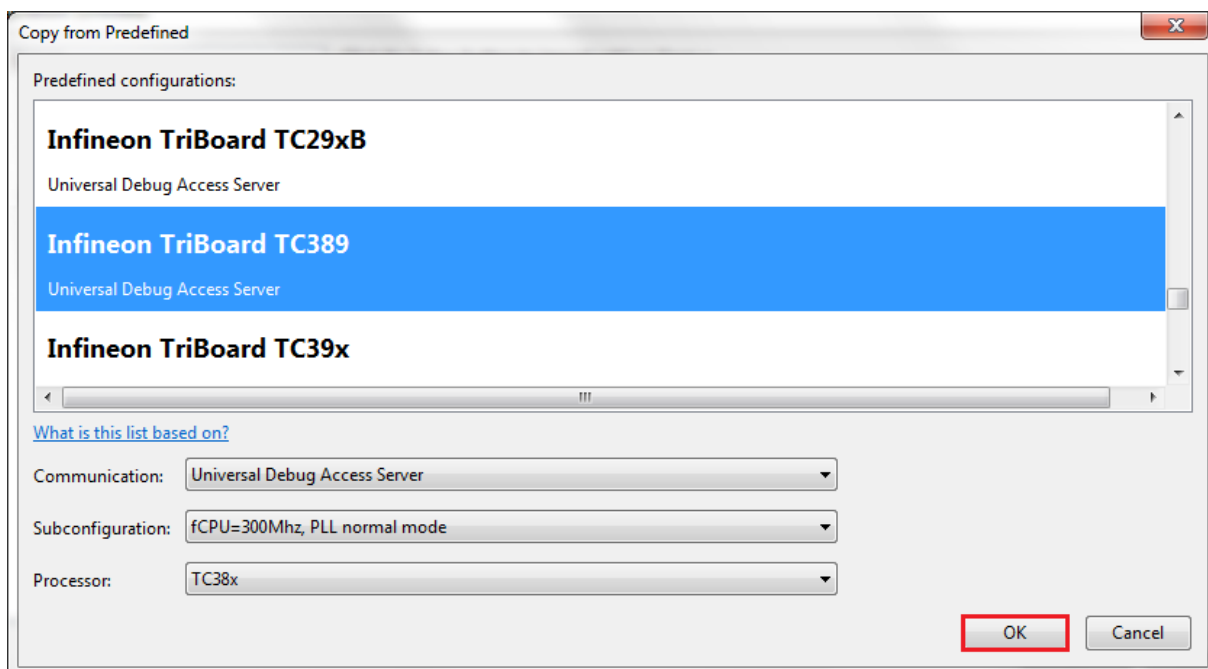 Copy from Predefined
Predefined configurations:
Infineon TriBoard TC29xB
Universal Debug Access Server
Infineon TriBoard TC389
Universal Debug Access Server
Infineon TriBoard TC39x
What is this list based on?
Communication: Universal Debug Access Server
Subconfiguration: fCPU=300Mhz, PLL normal mode
Processor: TC38x
OK Cancel